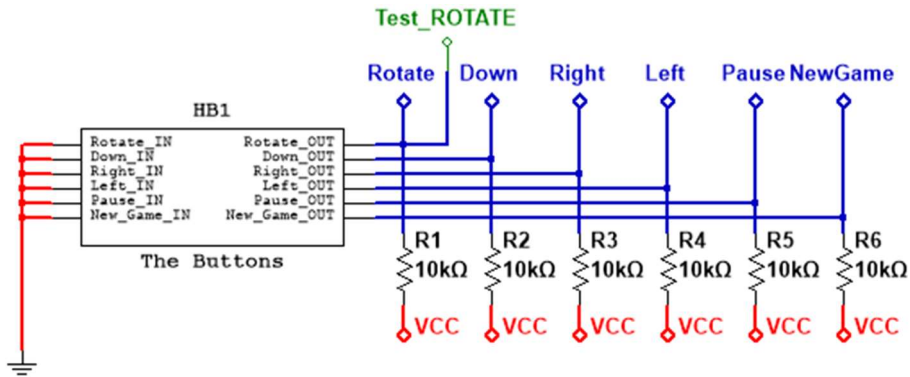 Test_ROTATE
Rotate Down Right Left Pause NewGame
HB1
Rotate_IN Rotate_OUT
Down_IN Down_OUT
Right_IN Right_OUT
Left_IN Left_OUT
Pause_IN Pause_OUT
New_Game_IN New_Game_OUT
The Buttons
R1 R2 R3 R4 R5 R6
10kΩ 10kΩ 10kΩ 10kΩ 10kΩ 10kΩ
VCC VCC VCC VCC VCC VCC